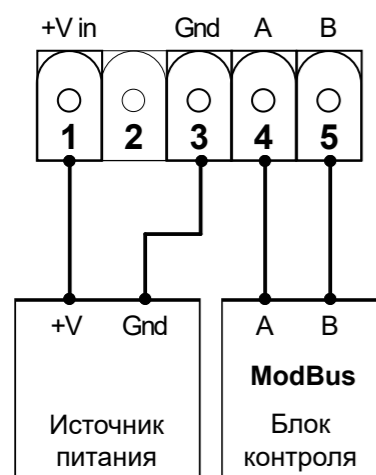 +V in Gnd A B
1 2 3 4 5
+V Gnd A B
ModBus
Источник
питания
Блок
контроля